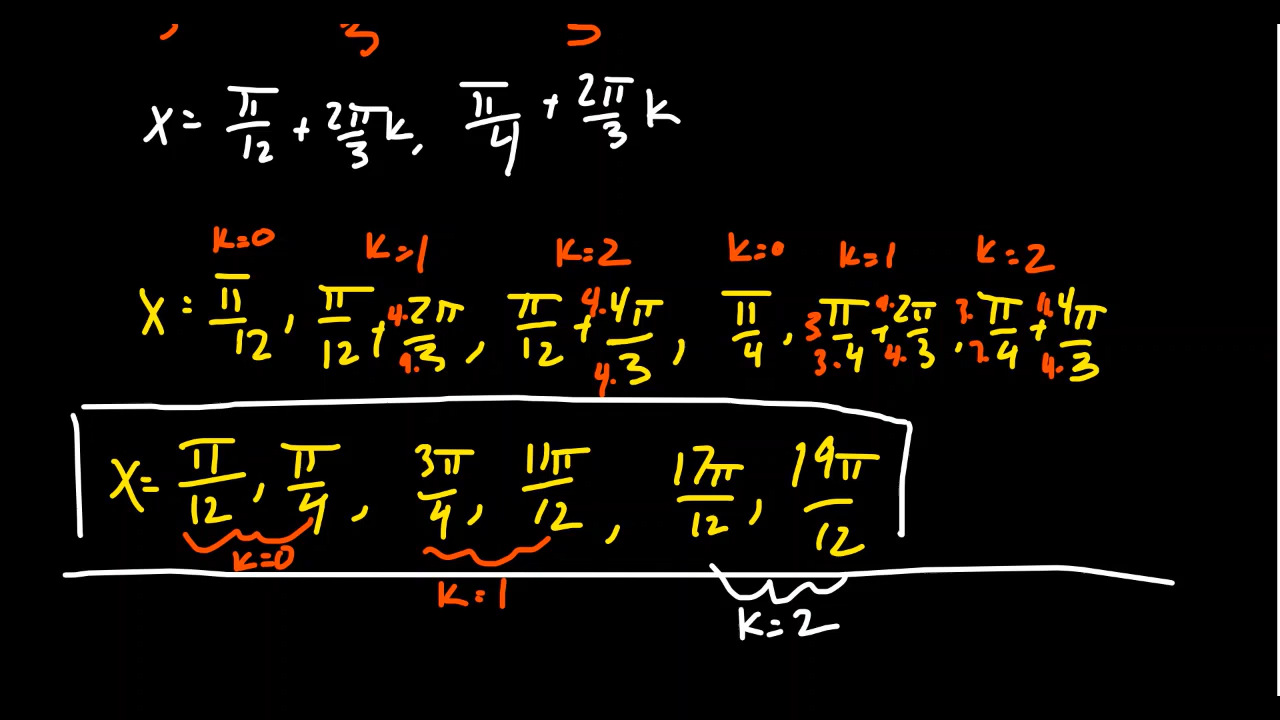 x = π/12 + 2π/3 k, π/4 + 2π/3 k
k=0 k=1 k=2 k=0 k=1 k=2
x = π/12, π/12 + 4·2π/4·3, π/12 + 4·4π/4·3, π/4, 3π/3·4 + 4·2π/4·3, 3·π/3·4 + 4·4π/4·3
x = π/12, π/4, 3π/4, 11π/12, 17π/12, 19π/12
k=0
k=1
k=2